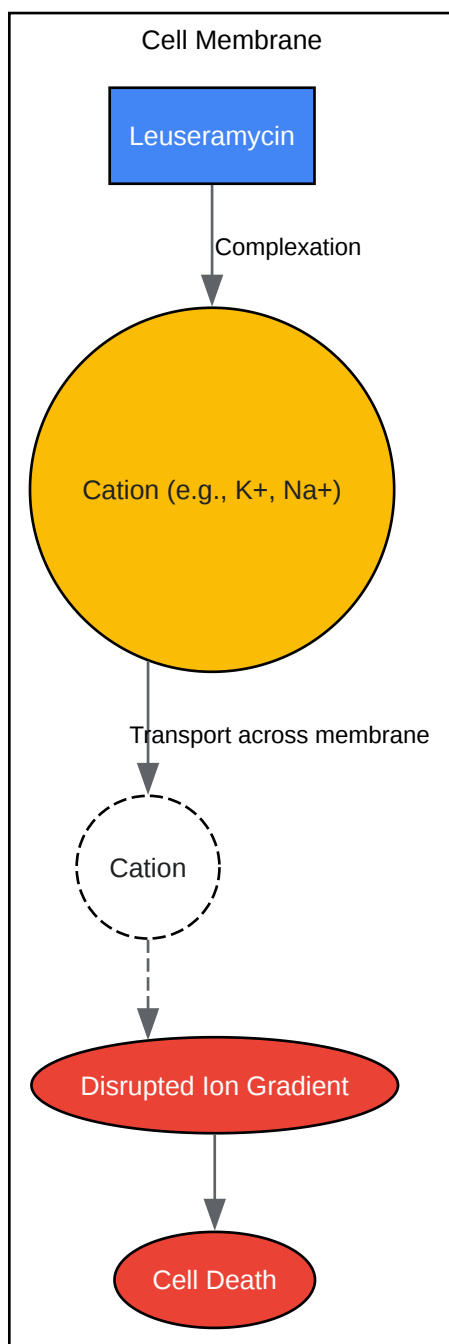 Cell Membrane
Leuseramycin
Complexation
Cation (e.g., K+, Na+)
Transport across membrane
Cation
Disrupted Ion Gradient
Cell Death